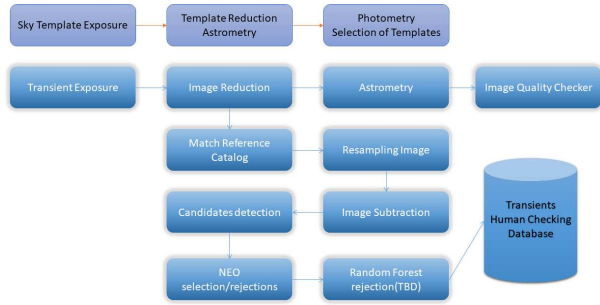 Sky Template Exposure
Template Reduction
Astrometry
Photometry
Selection of Templates
Transient Exposure
Image Reduction
Astrometry
Image Quality Checker
Match Reference
Catalog
Resampling Image
Candidates detection
Image Subtraction
Transients
Human Checking
Database
NEO
selection/rejections
Random Forest
rejection(TBD)